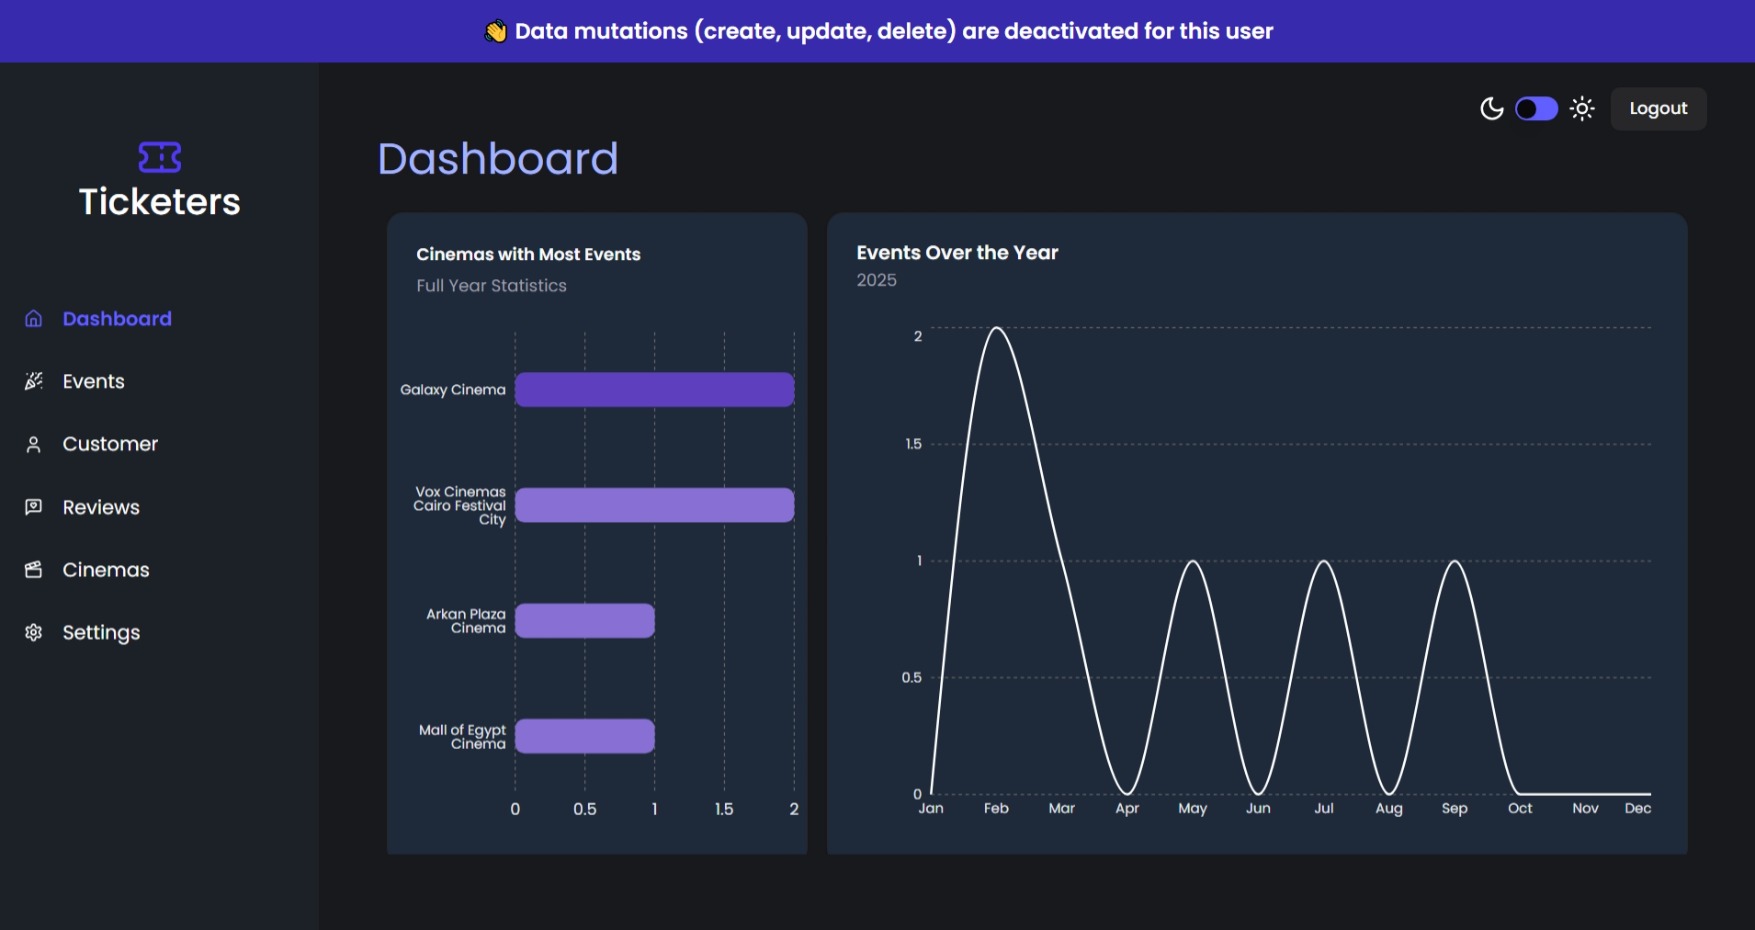 👋 Data mutations (create, update, delete) are deactivated for this user
Logout
Ticketers
Dashboard
Events
Customer
Reviews
Cinemas
Settings
Dashboard
Cinemas with Most Events
Full Year Statistics
Galaxy Cinema
Vox Cinemas
Cairo Festival
City
Arkan Plaza
Cinema
Mall of Egypt
Cinema
0 0.5 1 1.5 2
Events Over the Year
2025
2
1.5
1
0.5
0
Jan Feb Mar Apr May Jun Jul Aug Sep Oct Nov Dec